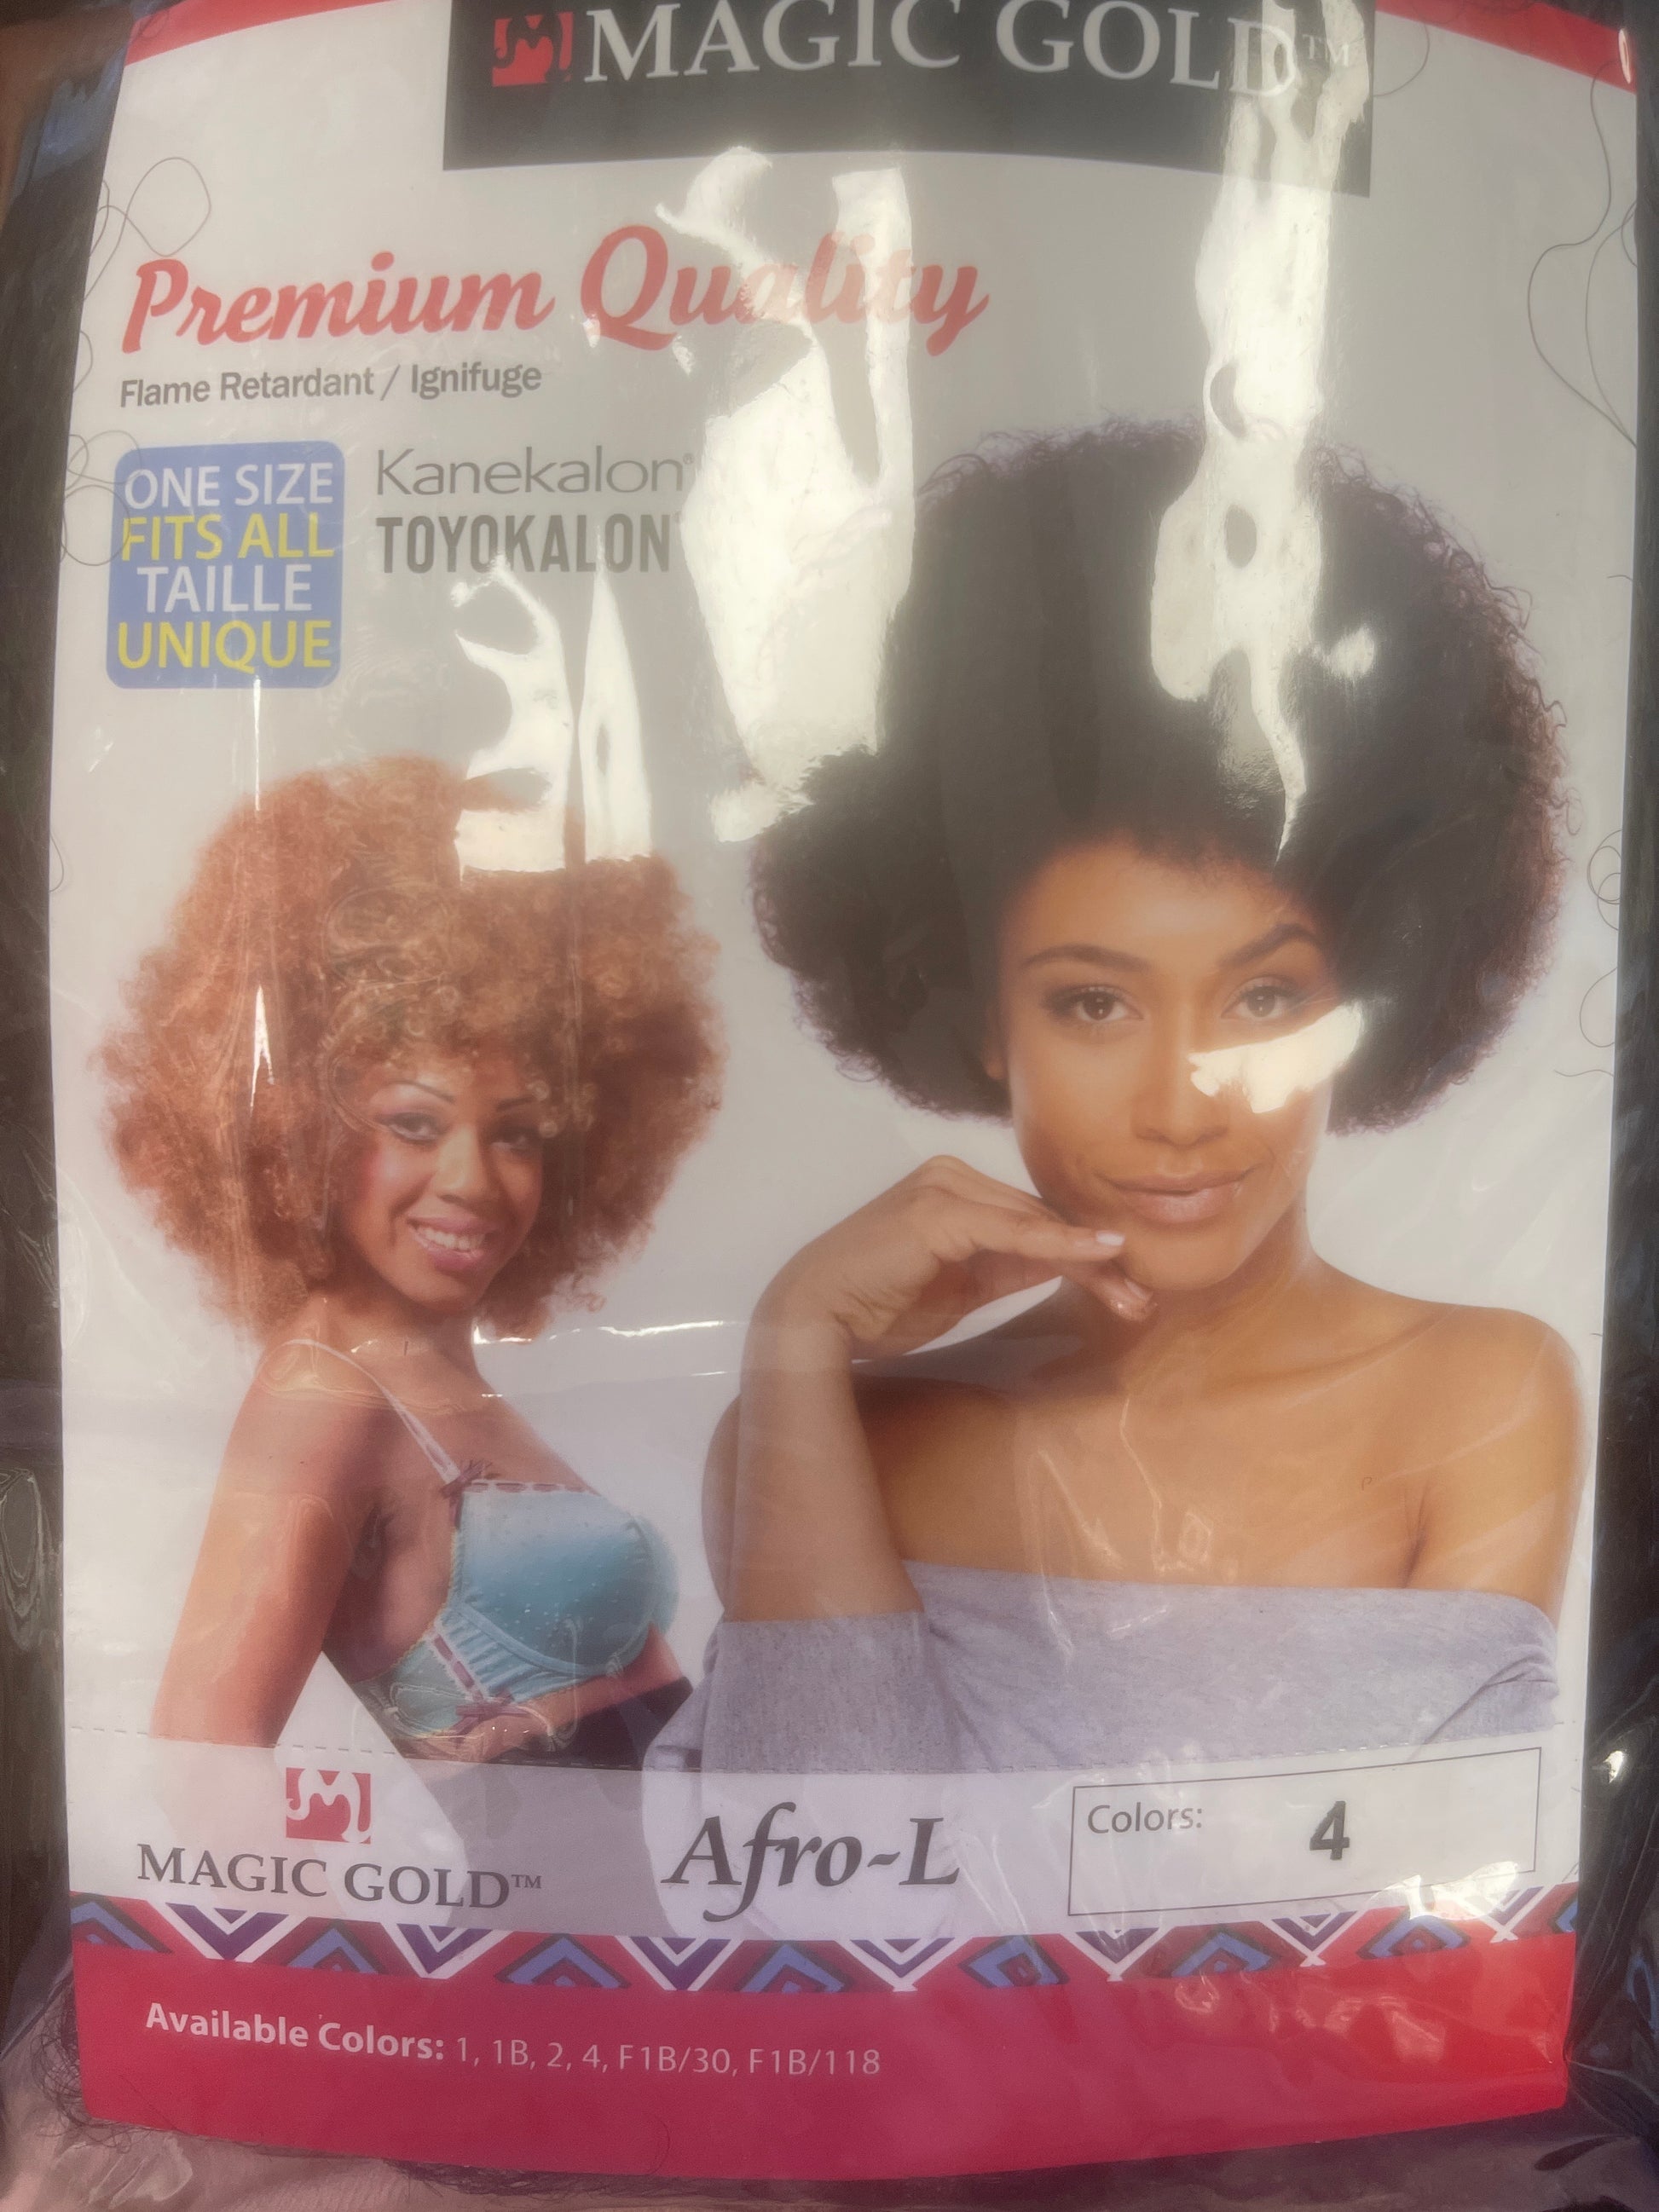 MAGIC GOLD™
Premium Quality
Flame Retardant / Ignifuge
ONE SIZE
FITS ALL
TAILLE
UNIQUE
Kanekalon®
TOYOKALON
MAGIC GOLD™
Afro-L
Colors: 4
Available Colors: 1, 1B, 2, 4, F1B/30, F1B/118